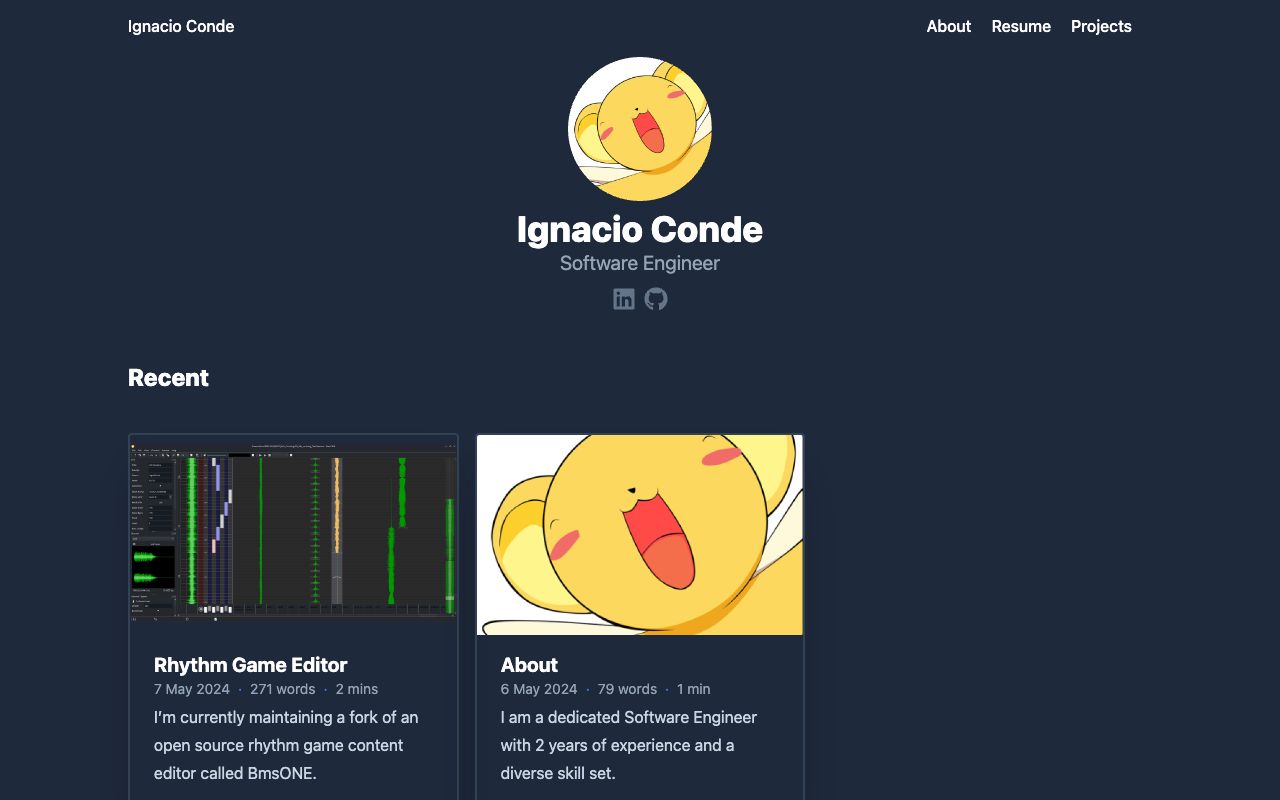 Ignacio Conde
About Resume Projects
Ignacio Conde
Software Engineer
Recent
Rhythm Game Editor
7 May 2024 · 271 words · 2 mins
I’m currently maintaining a fork of an
open source rhythm game content
editor called BmsONE.
About
6 May 2024 · 79 words · 1 min
I am a dedicated Software Engineer
with 2 years of experience and a
diverse skill set.